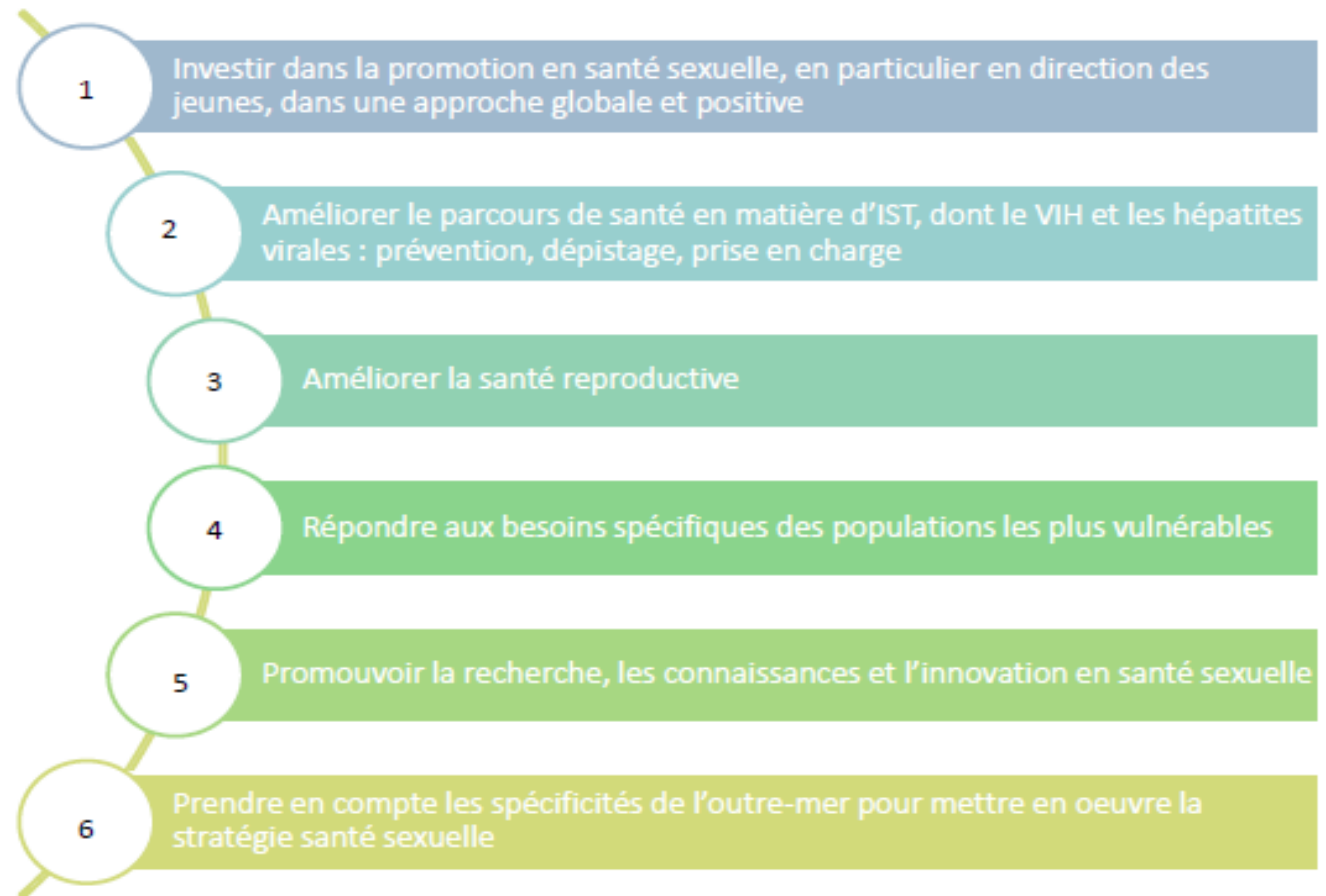 1
Investir dans la promotion en santé sexuelle, en particulier en direction des
jeunes, dans une approche globale et positive
2
Améliorer le parcours de santé en matière d’IST, dont le VIH et les hépatites
virales : prévention, dépistage, prise en charge
3
Améliorer la santé reproductive
4
Répondre aux besoins spécifiques des populations les plus vulnérables
5
Promouvoir la recherche, les connaissances et l’innovation en santé sexuelle
6
Prendre en compte les spécificités de l’outre-mer pour mettre en oeuvre la
stratégie santé sexuelle